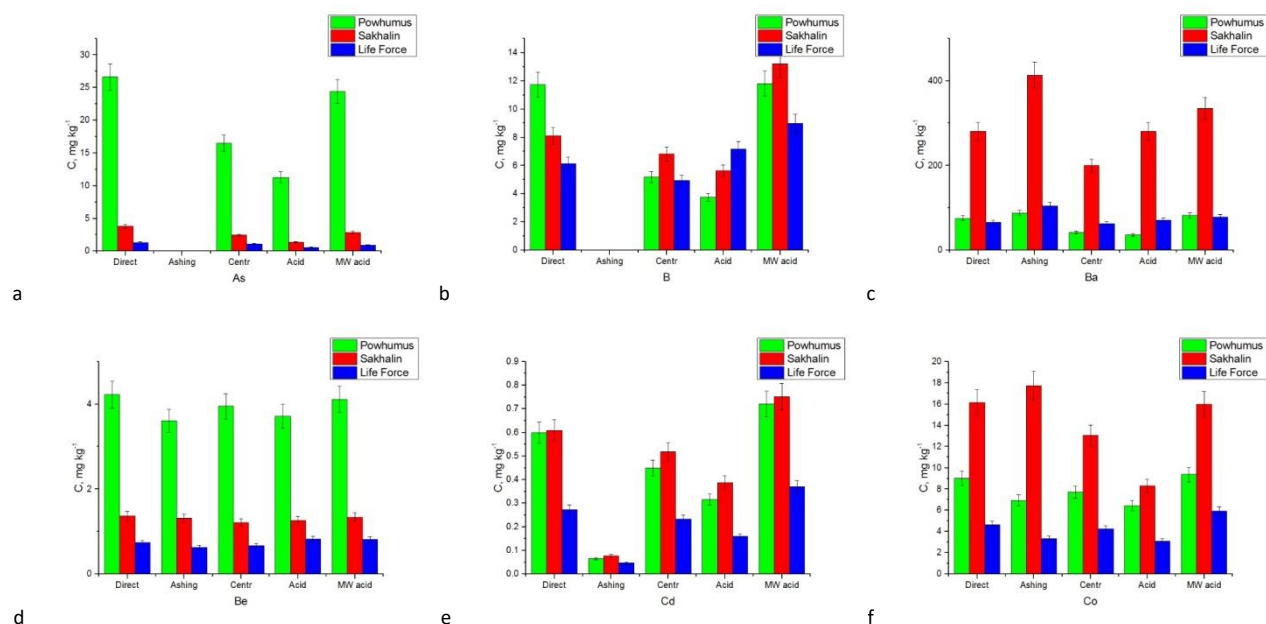 Powhumus
Sakhalin
Life Force
C, mg kg⁻¹
30
25
20
15
10
5
0
Direct Ashing Centr Acid MW acid
As
a
Powhumus
Sakhalin
Life Force
C, mg kg⁻¹
14
12
10
8
6
4
2
0
Direct Ashing Centr Acid MW acid
B
b
Powhumus
Sakhalin
Life Force
C, mg kg⁻¹
400
200
0
Direct Ashing Centr Acid MW acid
Ba
c
Powhumus
Sakhalin
Life Force
C, mg kg⁻¹
4
2
0
Direct Ashing Centr Acid MW acid
Be
d
Powhumus
Sakhalin
Life Force
C, mg kg⁻¹
0.9
0.8
0.7
0.6
0.5
0.4
0.3
0.2
0.1
0.0
Direct Ashing Centr Acid MW acid
Cd
e
Powhumus
Sakhalin
Life Force
C, mg kg⁻¹
20
18
16
14
12
10
8
6
4
2
0
Direct Ashing Centr Acid MW acid
Co
f